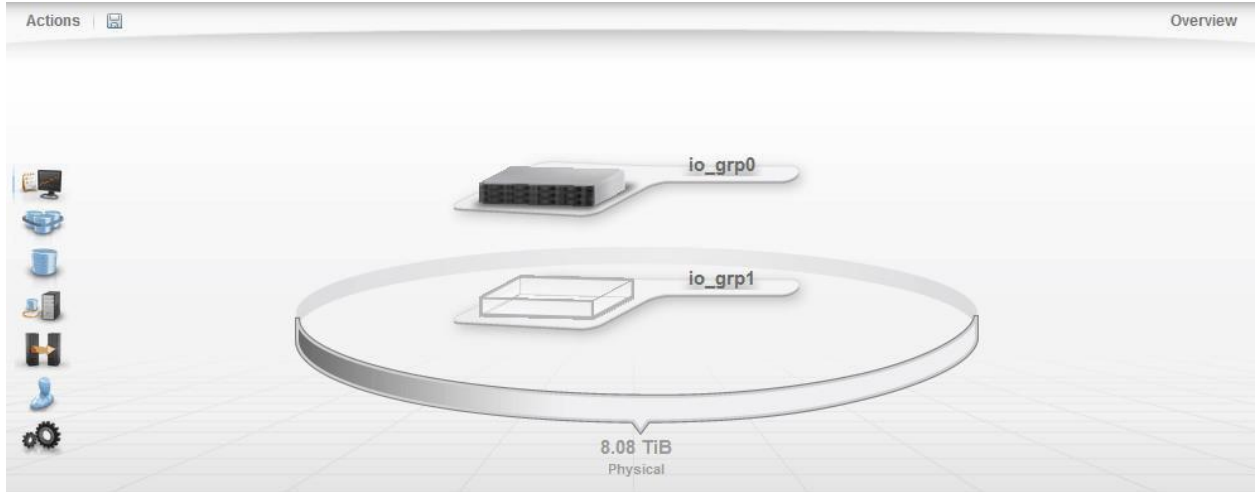 Actions
Overview
io_grp0
io_grp1
8.08 TiB
Physical